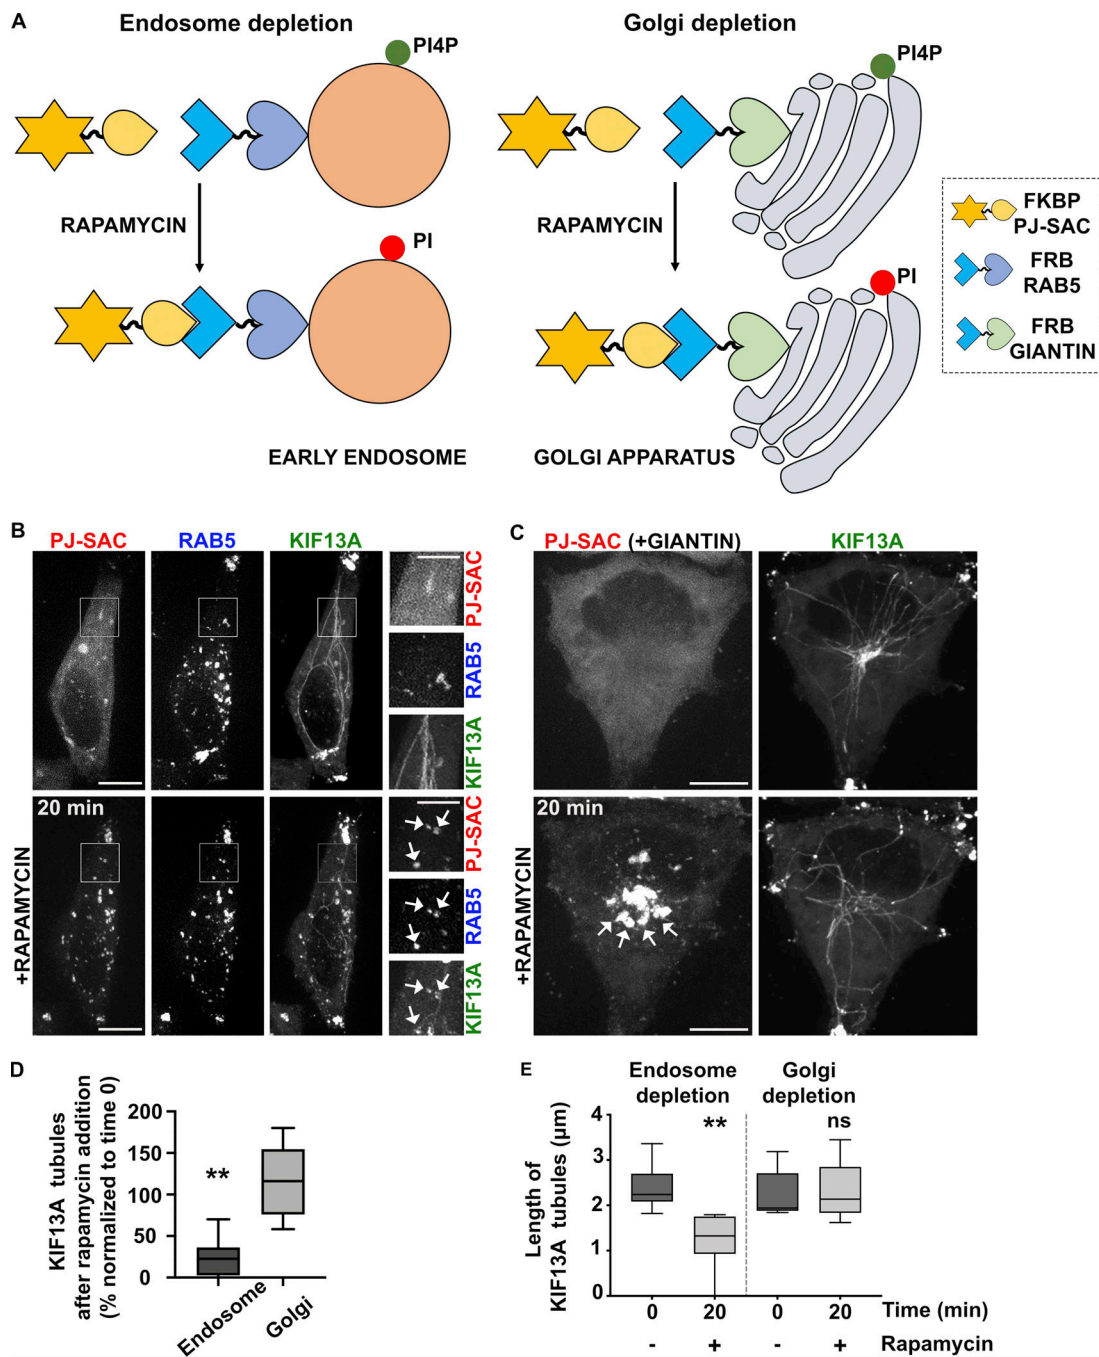 A
Endosome depletion
Golgi depletion
PI4P
PI4P
RAPAMYCIN
RAPAMYCIN
PI
PI
FKBP
PJ-SAC
FRB
RAB5
FRB
GIANTIN
EARLY ENDOSOME
GOLGI APPARATUS
B
PJ-SAC
RAB5
KIF13A
PJ-SAC
RAB5
KIF13A
20 min
+RAPAMYCIN
PJ-SAC
RAB5
KIF13A
C
PJ-SAC (+GIANTIN)
KIF13A
20 min
+RAPAMYCIN
D
KIF13A tubules
after rapamycin addition
(% normalized to time 0)
200
150
100
50
0
**
Endosome
Golgi
E
Endosome
depletion
Golgi
depletion
Length of
KIF13A tubules (µm)
4
3
2
1
0
**
ns
0 20 0 20 Time (min)
- + - + Rapamycin